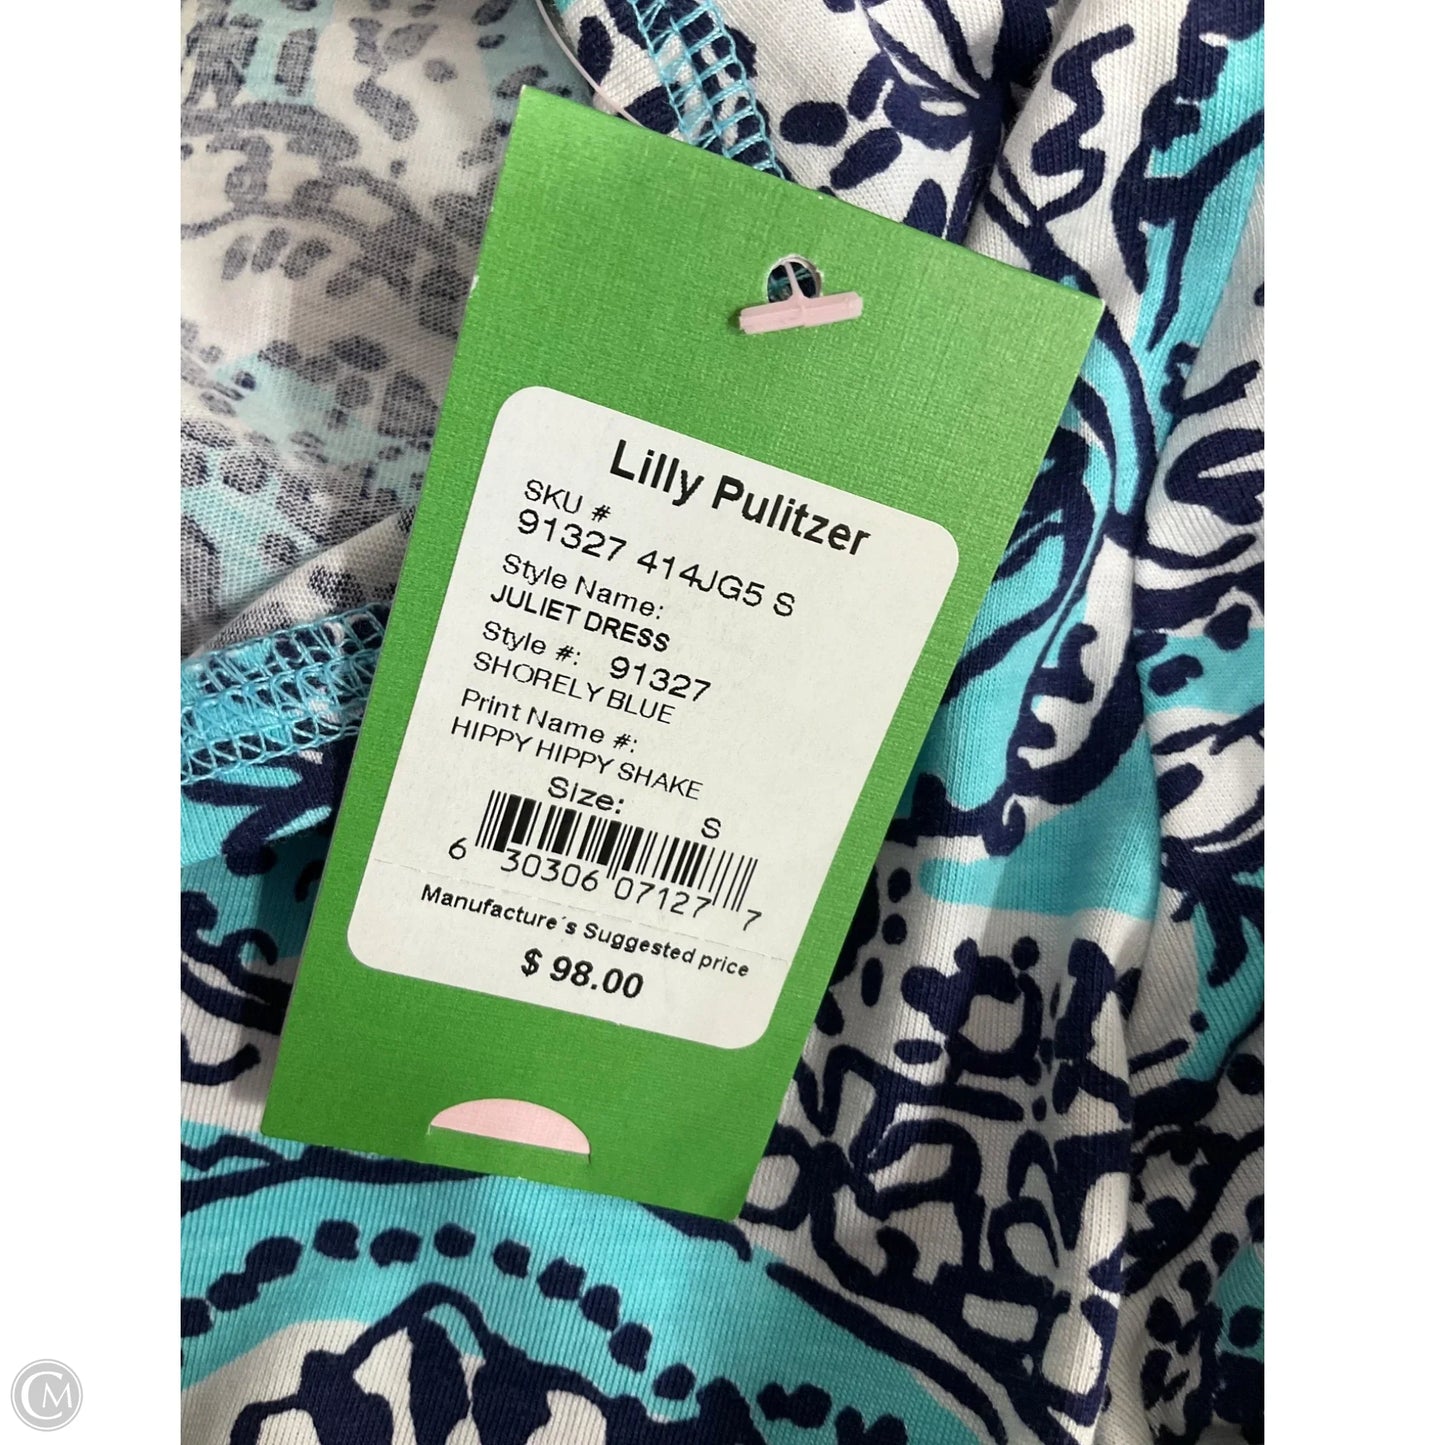 Lilly Pulitzer
SKU #
91327 414JG5 S
Style Name:
JULIET DRESS
Style #: 91327
SHORELY BLUE
Print Name #:
HIPPY HIPPY SHAKE
Size: S
6 30306 07127 7
Manufacture´s Suggested price
$ 98.00
CM